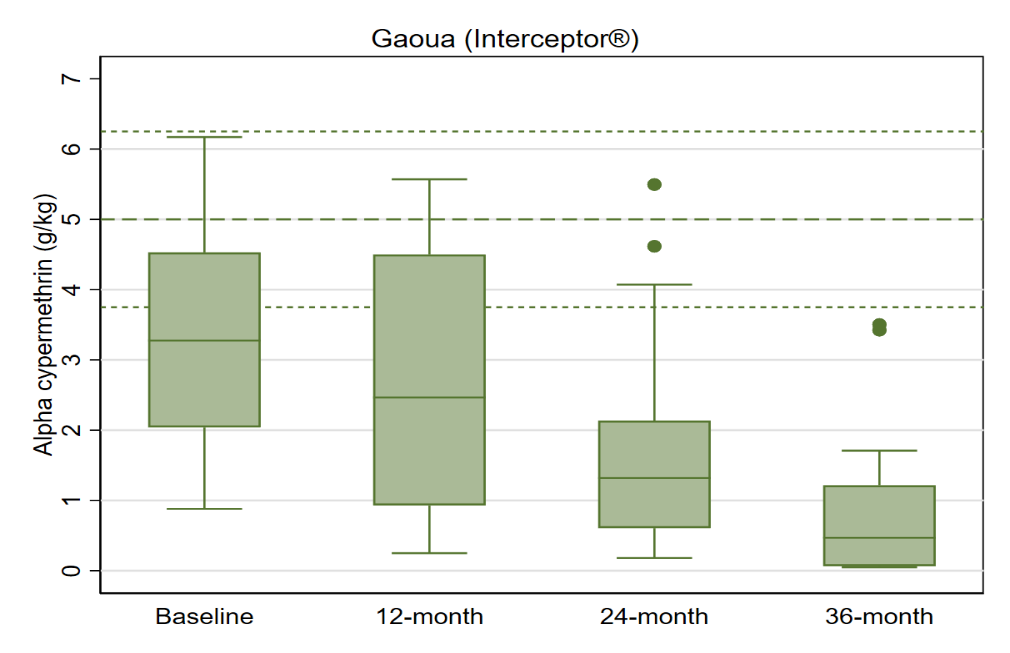 Gaoua (Interceptor®)
Alpha cypermethrin (g/kg)
7
6
5
4
3
2
1
0
Baseline
12-month
24-month
36-month